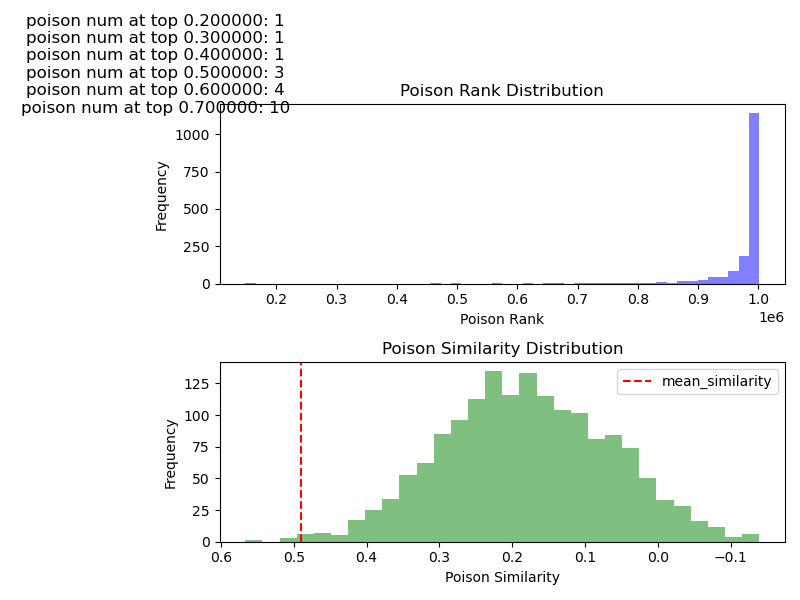 poison num at top 0.200000: 1
poison num at top 0.300000: 1
poison num at top 0.400000: 1
poison num at top 0.500000: 3
poison num at top 0.600000: 4
poison num at top 0.700000: 10
Poison Rank Distribution
Frequency
1000
750
500
250
0
0.2 0.3 0.4 0.5 0.6 0.7 0.8 0.9 1.0
1e6
Poison Rank
Poison Similarity Distribution
mean_similarity
Frequency
125
100
75
50
25
0
0.6 0.5 0.4 0.3 0.2 0.1 0.0 −0.1
Poison Similarity